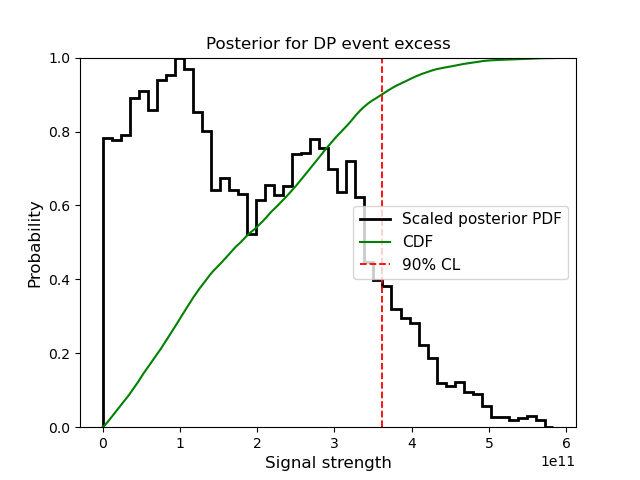 Posterior for DP event excess
1.0
0.8
0.6
0.4
0.2
0.0
Probability
Scaled posterior PDF
CDF
90% CL
0 1 2 3 4 5 6
1e11
Signal strength